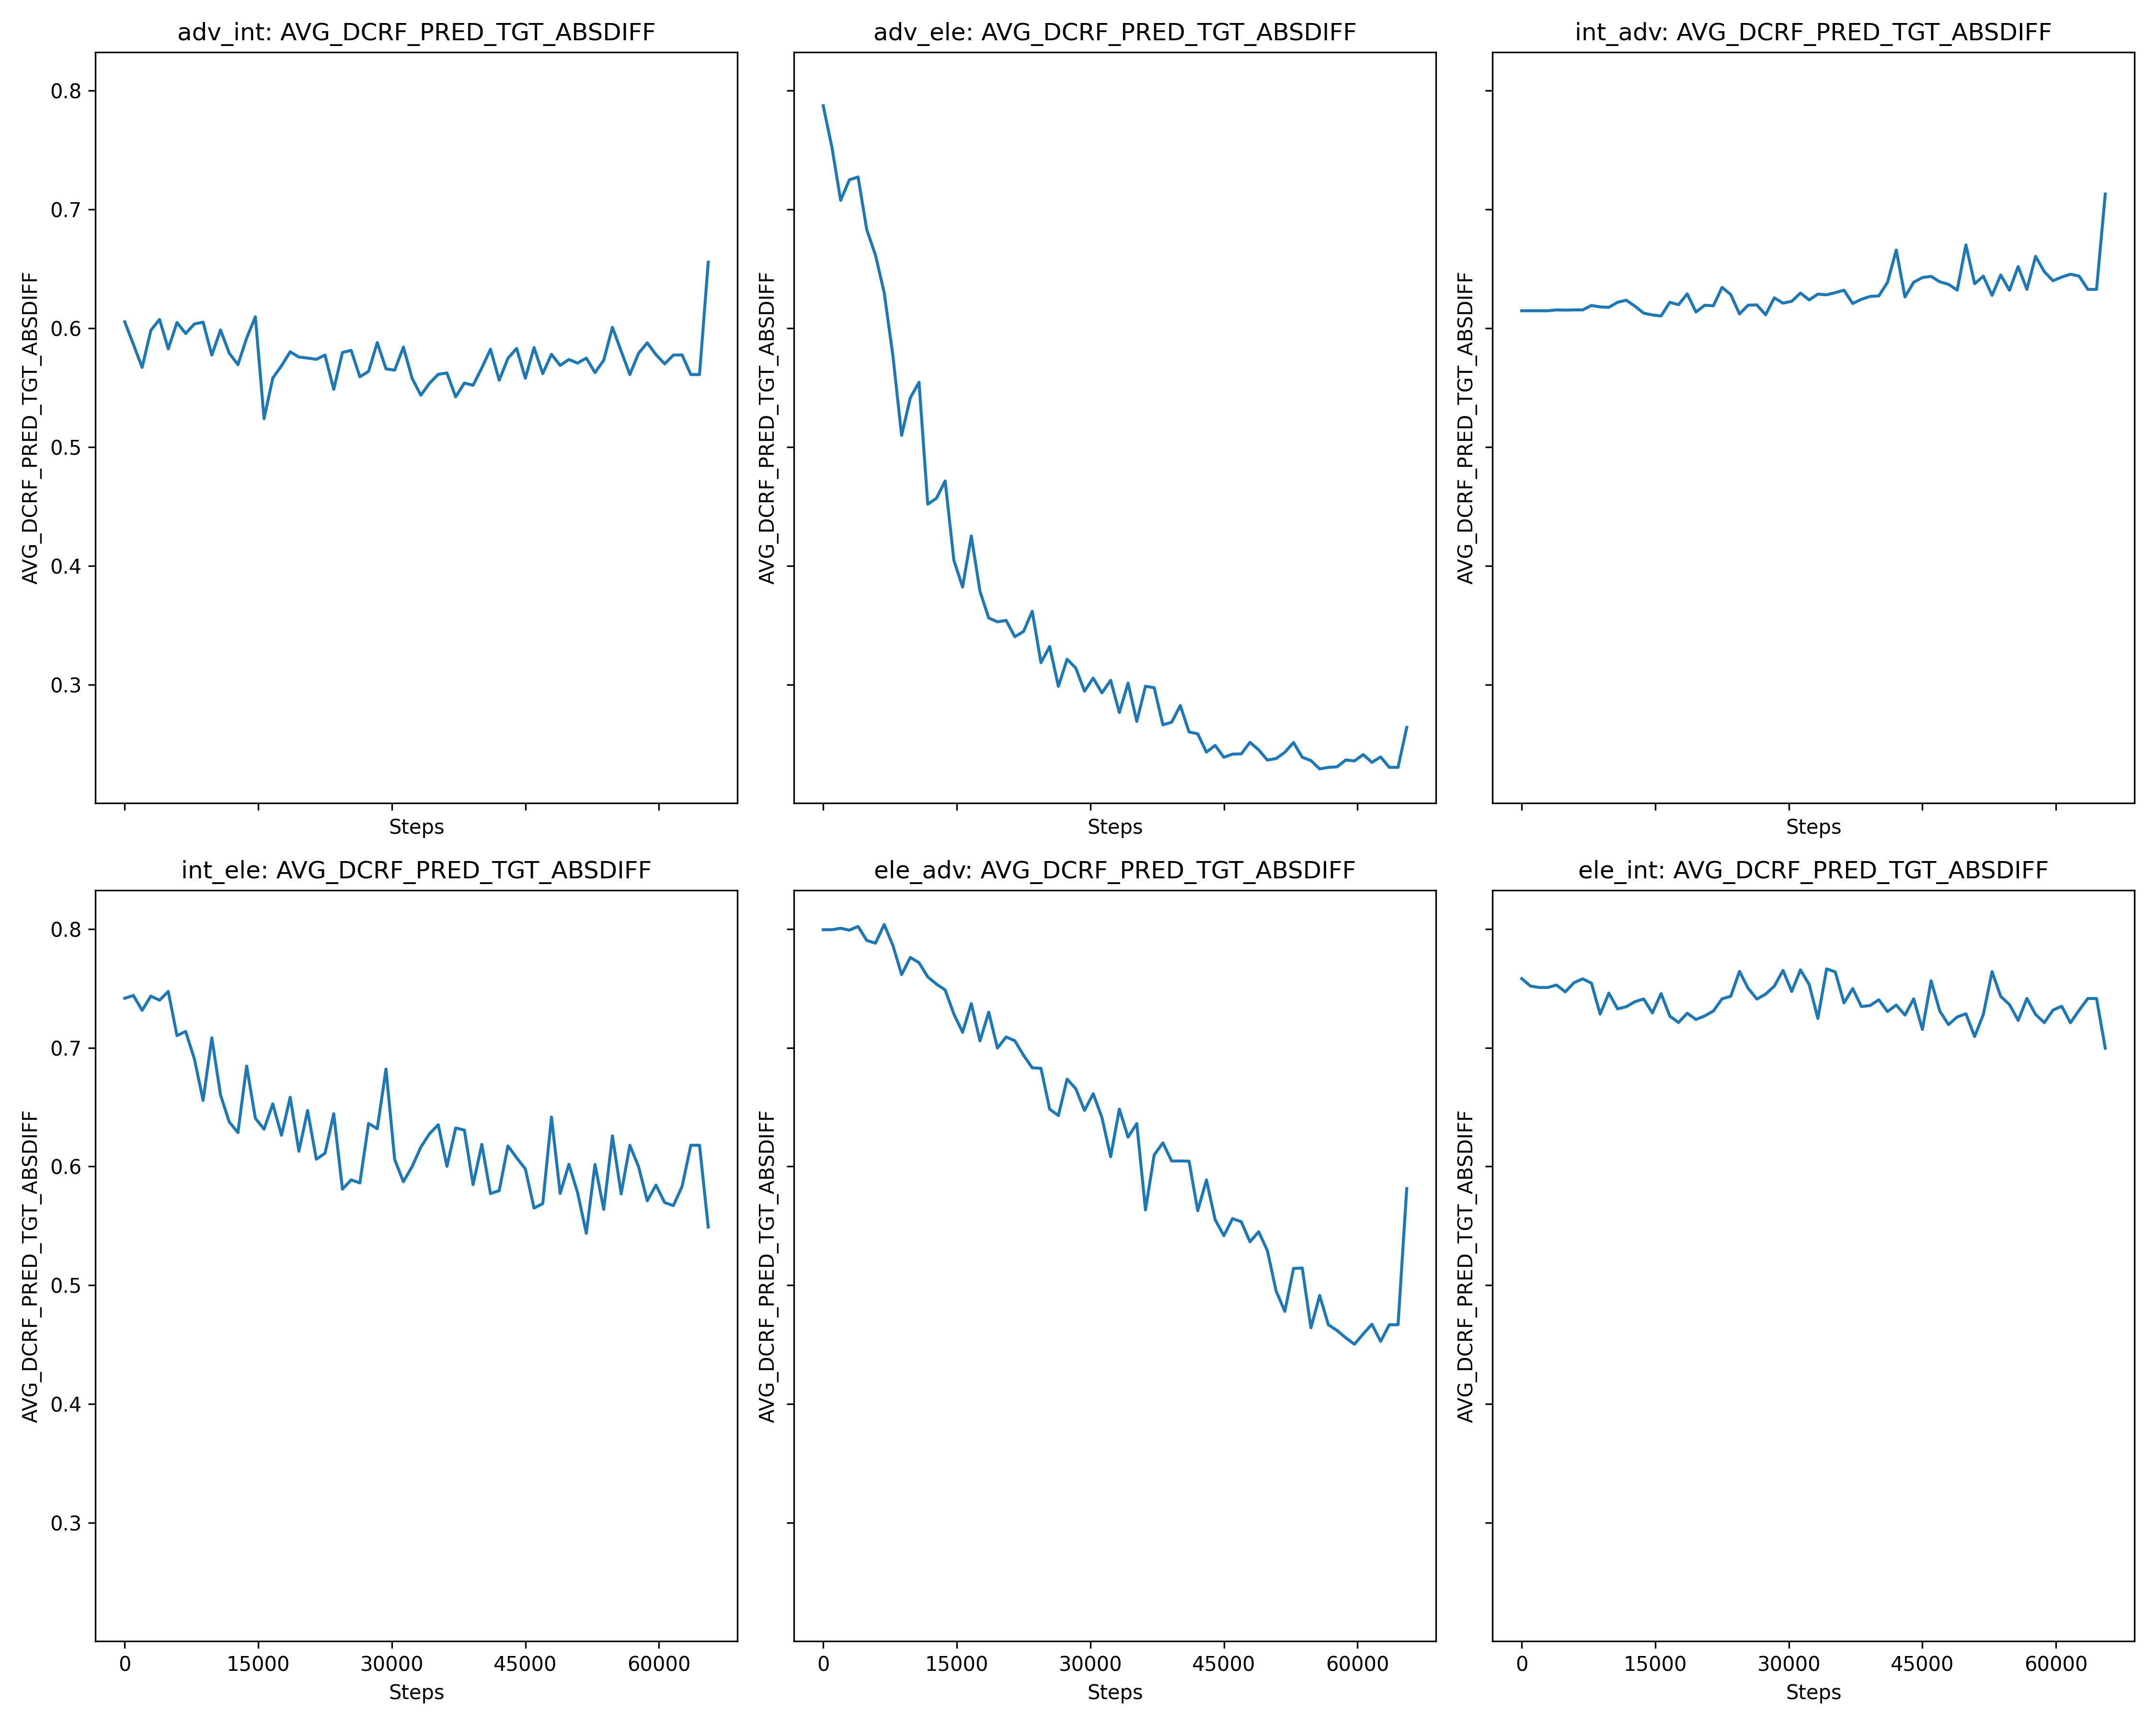 adv_int: AVG_DCRF_PRED_TGT_ABSDIFF
AVG_DCRF_PRED_TGT_ABSDIFF
0.8
0.7
0.6
0.5
0.4
0.3
Steps
adv_ele: AVG_DCRF_PRED_TGT_ABSDIFF
AVG_DCRF_PRED_TGT_ABSDIFF
Steps
int_adv: AVG_DCRF_PRED_TGT_ABSDIFF
AVG_DCRF_PRED_TGT_ABSDIFF
Steps
int_ele: AVG_DCRF_PRED_TGT_ABSDIFF
AVG_DCRF_PRED_TGT_ABSDIFF
0.8
0.7
0.6
0.5
0.4
0.3
0 15000 30000 45000 60000
Steps
ele_adv: AVG_DCRF_PRED_TGT_ABSDIFF
AVG_DCRF_PRED_TGT_ABSDIFF
0 15000 30000 45000 60000
Steps
ele_int: AVG_DCRF_PRED_TGT_ABSDIFF
AVG_DCRF_PRED_TGT_ABSDIFF
0 15000 30000 45000 60000
Steps